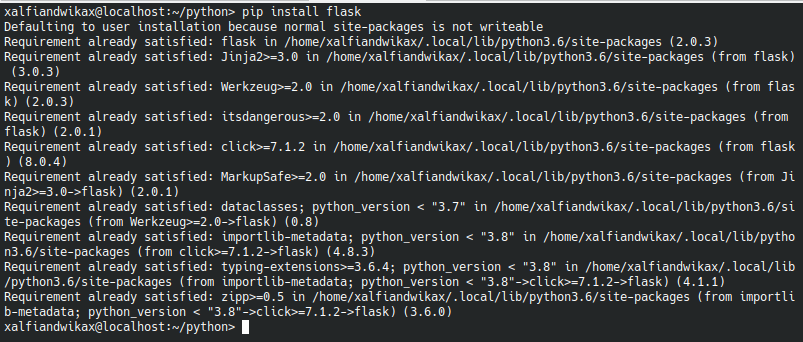 xalfiandwikax@localhost:~/python> pip install flask
Defaulting to user installation because normal site-packages is not writeable
Requirement already satisfied: flask in /home/xalfiandwikax/.local/lib/python3.6/site-packages (2.0.3)
Requirement already satisfied: Jinja2>=3.0 in /home/xalfiandwikax/.local/lib/python3.6/site-packages (from flask)
 (3.0.3)
Requirement already satisfied: Werkzeug>=2.0 in /home/xalfiandwikax/.local/lib/python3.6/site-packages (from flas
k) (2.0.3)
Requirement already satisfied: itsdangerous>=2.0 in /home/xalfiandwikax/.local/lib/python3.6/site-packages (from
flask) (2.0.1)
Requirement already satisfied: click>=7.1.2 in /home/xalfiandwikax/.local/lib/python3.6/site-packages (from flask
) (8.0.4)
Requirement already satisfied: MarkupSafe>=2.0 in /home/xalfiandwikax/.local/lib/python3.6/site-packages (from Ji
nja2>=3.0->flask) (2.0.1)
Requirement already satisfied: dataclasses; python_version < "3.7" in /home/xalfiandwikax/.local/lib/python3.6/si
te-packages (from Werkzeug>=2.0->flask) (0.8)
Requirement already satisfied: importlib-metadata; python_version < "3.8" in /home/xalfiandwikax/.local/lib/pytho
n3.6/site-packages (from click>=7.1.2->flask) (4.8.3)
Requirement already satisfied: typing-extensions>=3.6.4; python_version < "3.8" in /home/xalfiandwikax/.local/lib
/python3.6/site-packages (from importlib-metadata; python_version < "3.8"->click>=7.1.2->flask) (4.1.1)
Requirement already satisfied: zipp>=0.5 in /home/xalfiandwikax/.local/lib/python3.6/site-packages (from importli
b-metadata; python_version < "3.8"->click>=7.1.2->flask) (3.6.0)
xalfiandwikax@localhost:~/python>